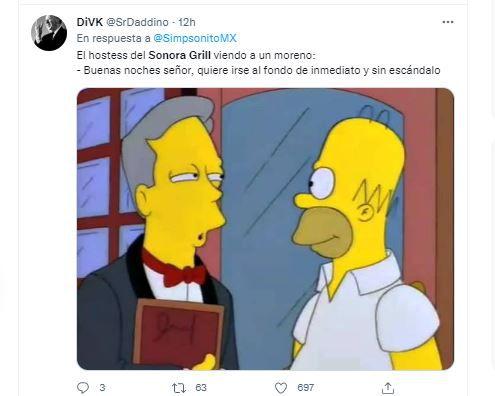 DiVK @SrDaddino · 12h
En respuesta a @SimpsonitoMX
El hostess del Sonora Grill viendo a un moreno:
- Buenas noches señor, quiere irse al fondo de inmediato y sin escándalo
3 63 697